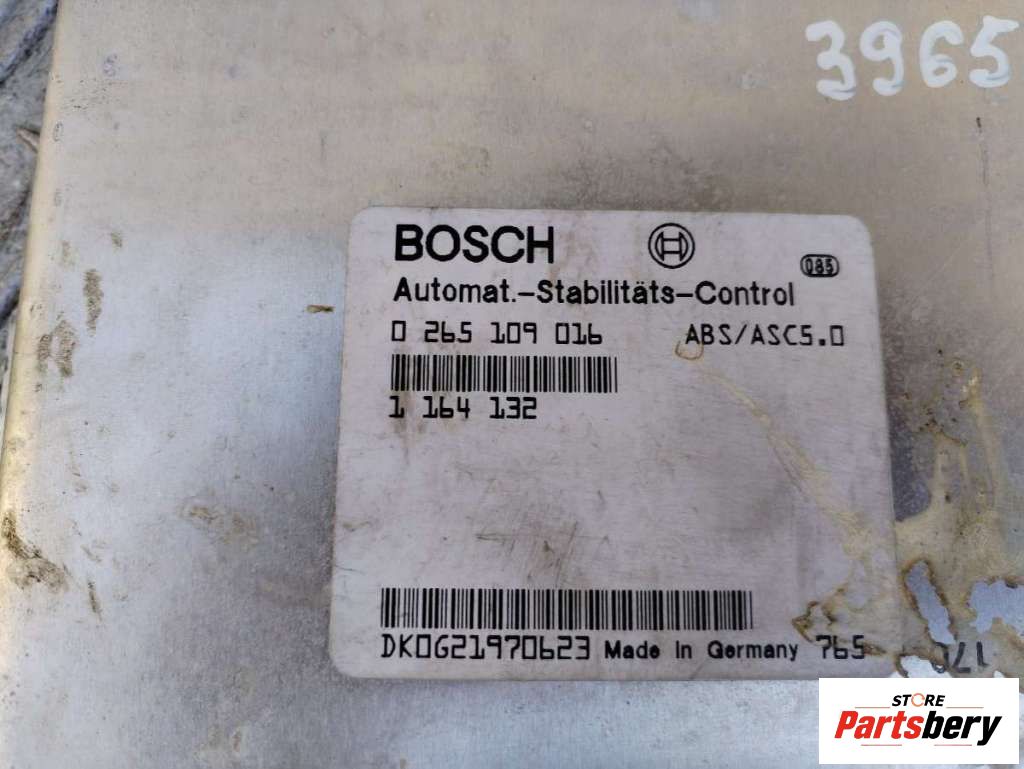 3965
BOSCH
085
Automat.-Stabilitäts-Control
0 265 109 016 ABS/ASC5.0
1 164 132
DK0G21970623 Made in Germany 765
STORE
Partsbery